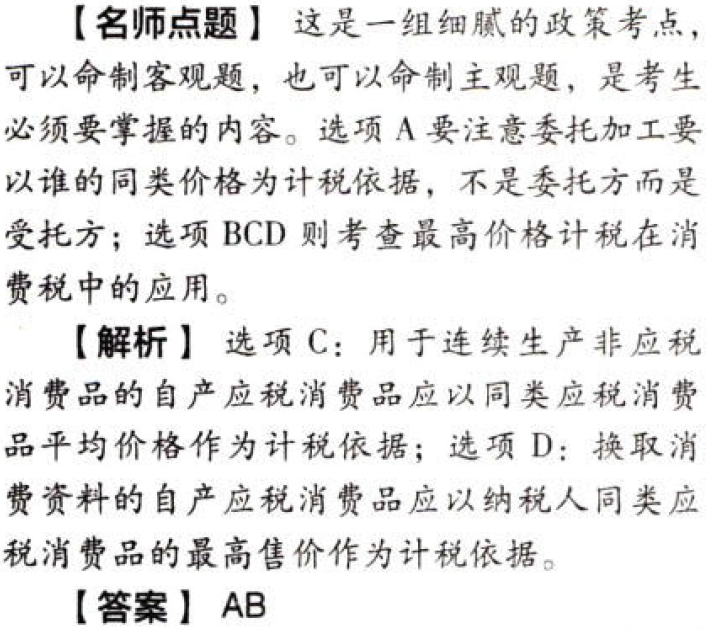 【名师点题】 这是一组细腻的政策考点，
可以命制客观题，也可以命制主观题，是考生
必须要掌握的内容。选项 A 要注意委托加工要
以谁的同类价格为计税依据，不是委托方而是
受托方；选项 BCD 则考查最高价格计税在消
费税中的应用。
【解析】 选项 C：用于连续生产非应税
消费品的自产应税消费品应以同类应税消费
品平均价格作为计税依据；选项 D：换取消
费资料的自产应税消费品应以纳税人同类应
税消费品的最高售价作为计税依据。
【答案】 AB